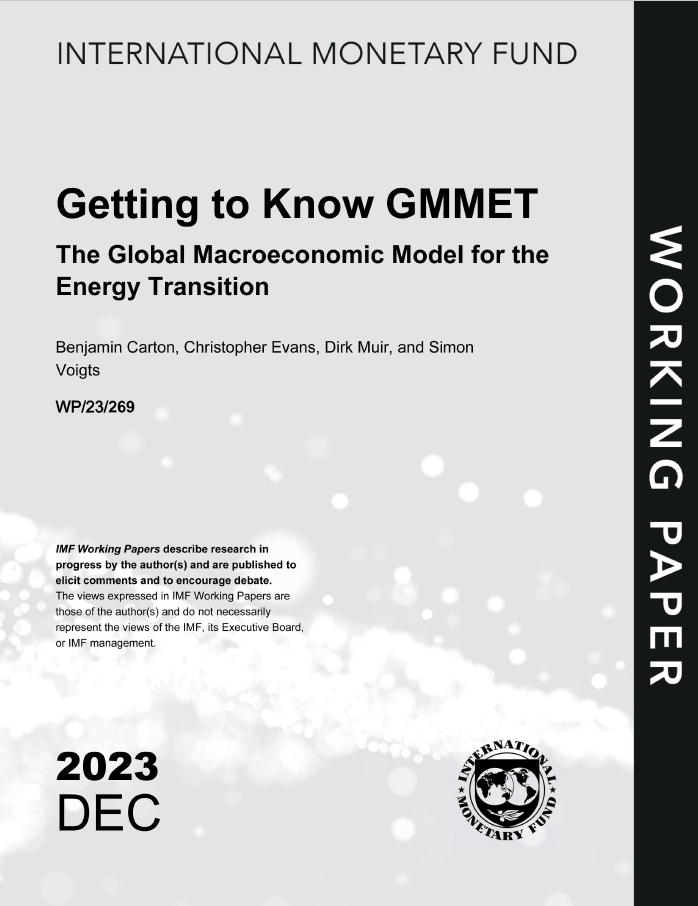 INTERNATIONAL MONETARY FUND
Getting to Know GMMET
The Global Macroeconomic Model for the
Energy Transition
Benjamin Carton, Christopher Evans, Dirk Muir, and Simon
Voigts
WP/23/269
IMF Working Papers describe research in
progress by the author(s) and are published to
elicit comments and to encourage debate.
The views expressed in IMF Working Papers are
those of the author(s) and do not necessarily
represent the views of the IMF, its Executive Board,
or IMF management.
2023
DEC
INTERNATIONAL
MONETARY FUND
WORKING PAPER